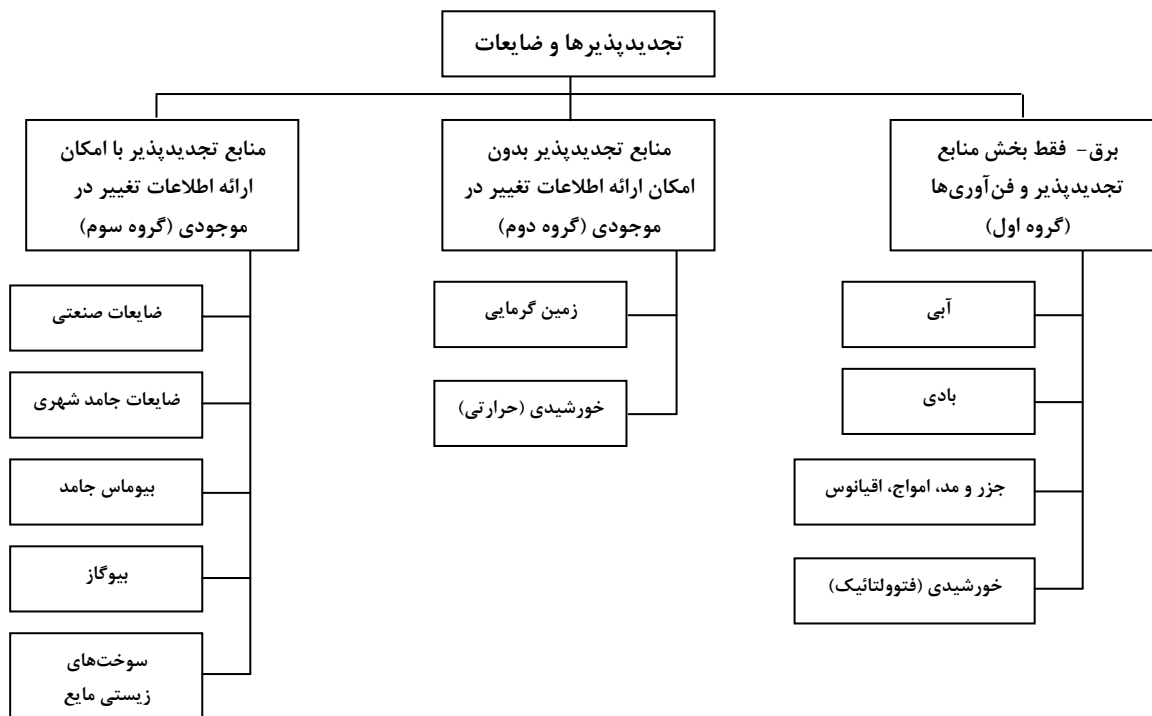 تجدیدپذیرها و ضایعات
برق- فقط بخش منابع
تجدیدپذیر و فن‌آوری‌ها
(گروه اول)
آبی
بادی
جزر و مد، امواج، اقیانوس
خورشیدی (فتوولتائیک)
منابع تجدیدپذیر بدون
امکان ارائه اطلاعات تغییر در
موجودی (گروه دوم)
زمین گرمایی
خورشیدی (حرارتی)
منابع تجدیدپذیر با امکان
ارائه اطلاعات تغییر در
موجودی (گروه سوم)
ضایعات صنعتی
ضایعات جامد شهری
بیوماس جامد
بیوگاز
سوخت‌های
زیستی مایع